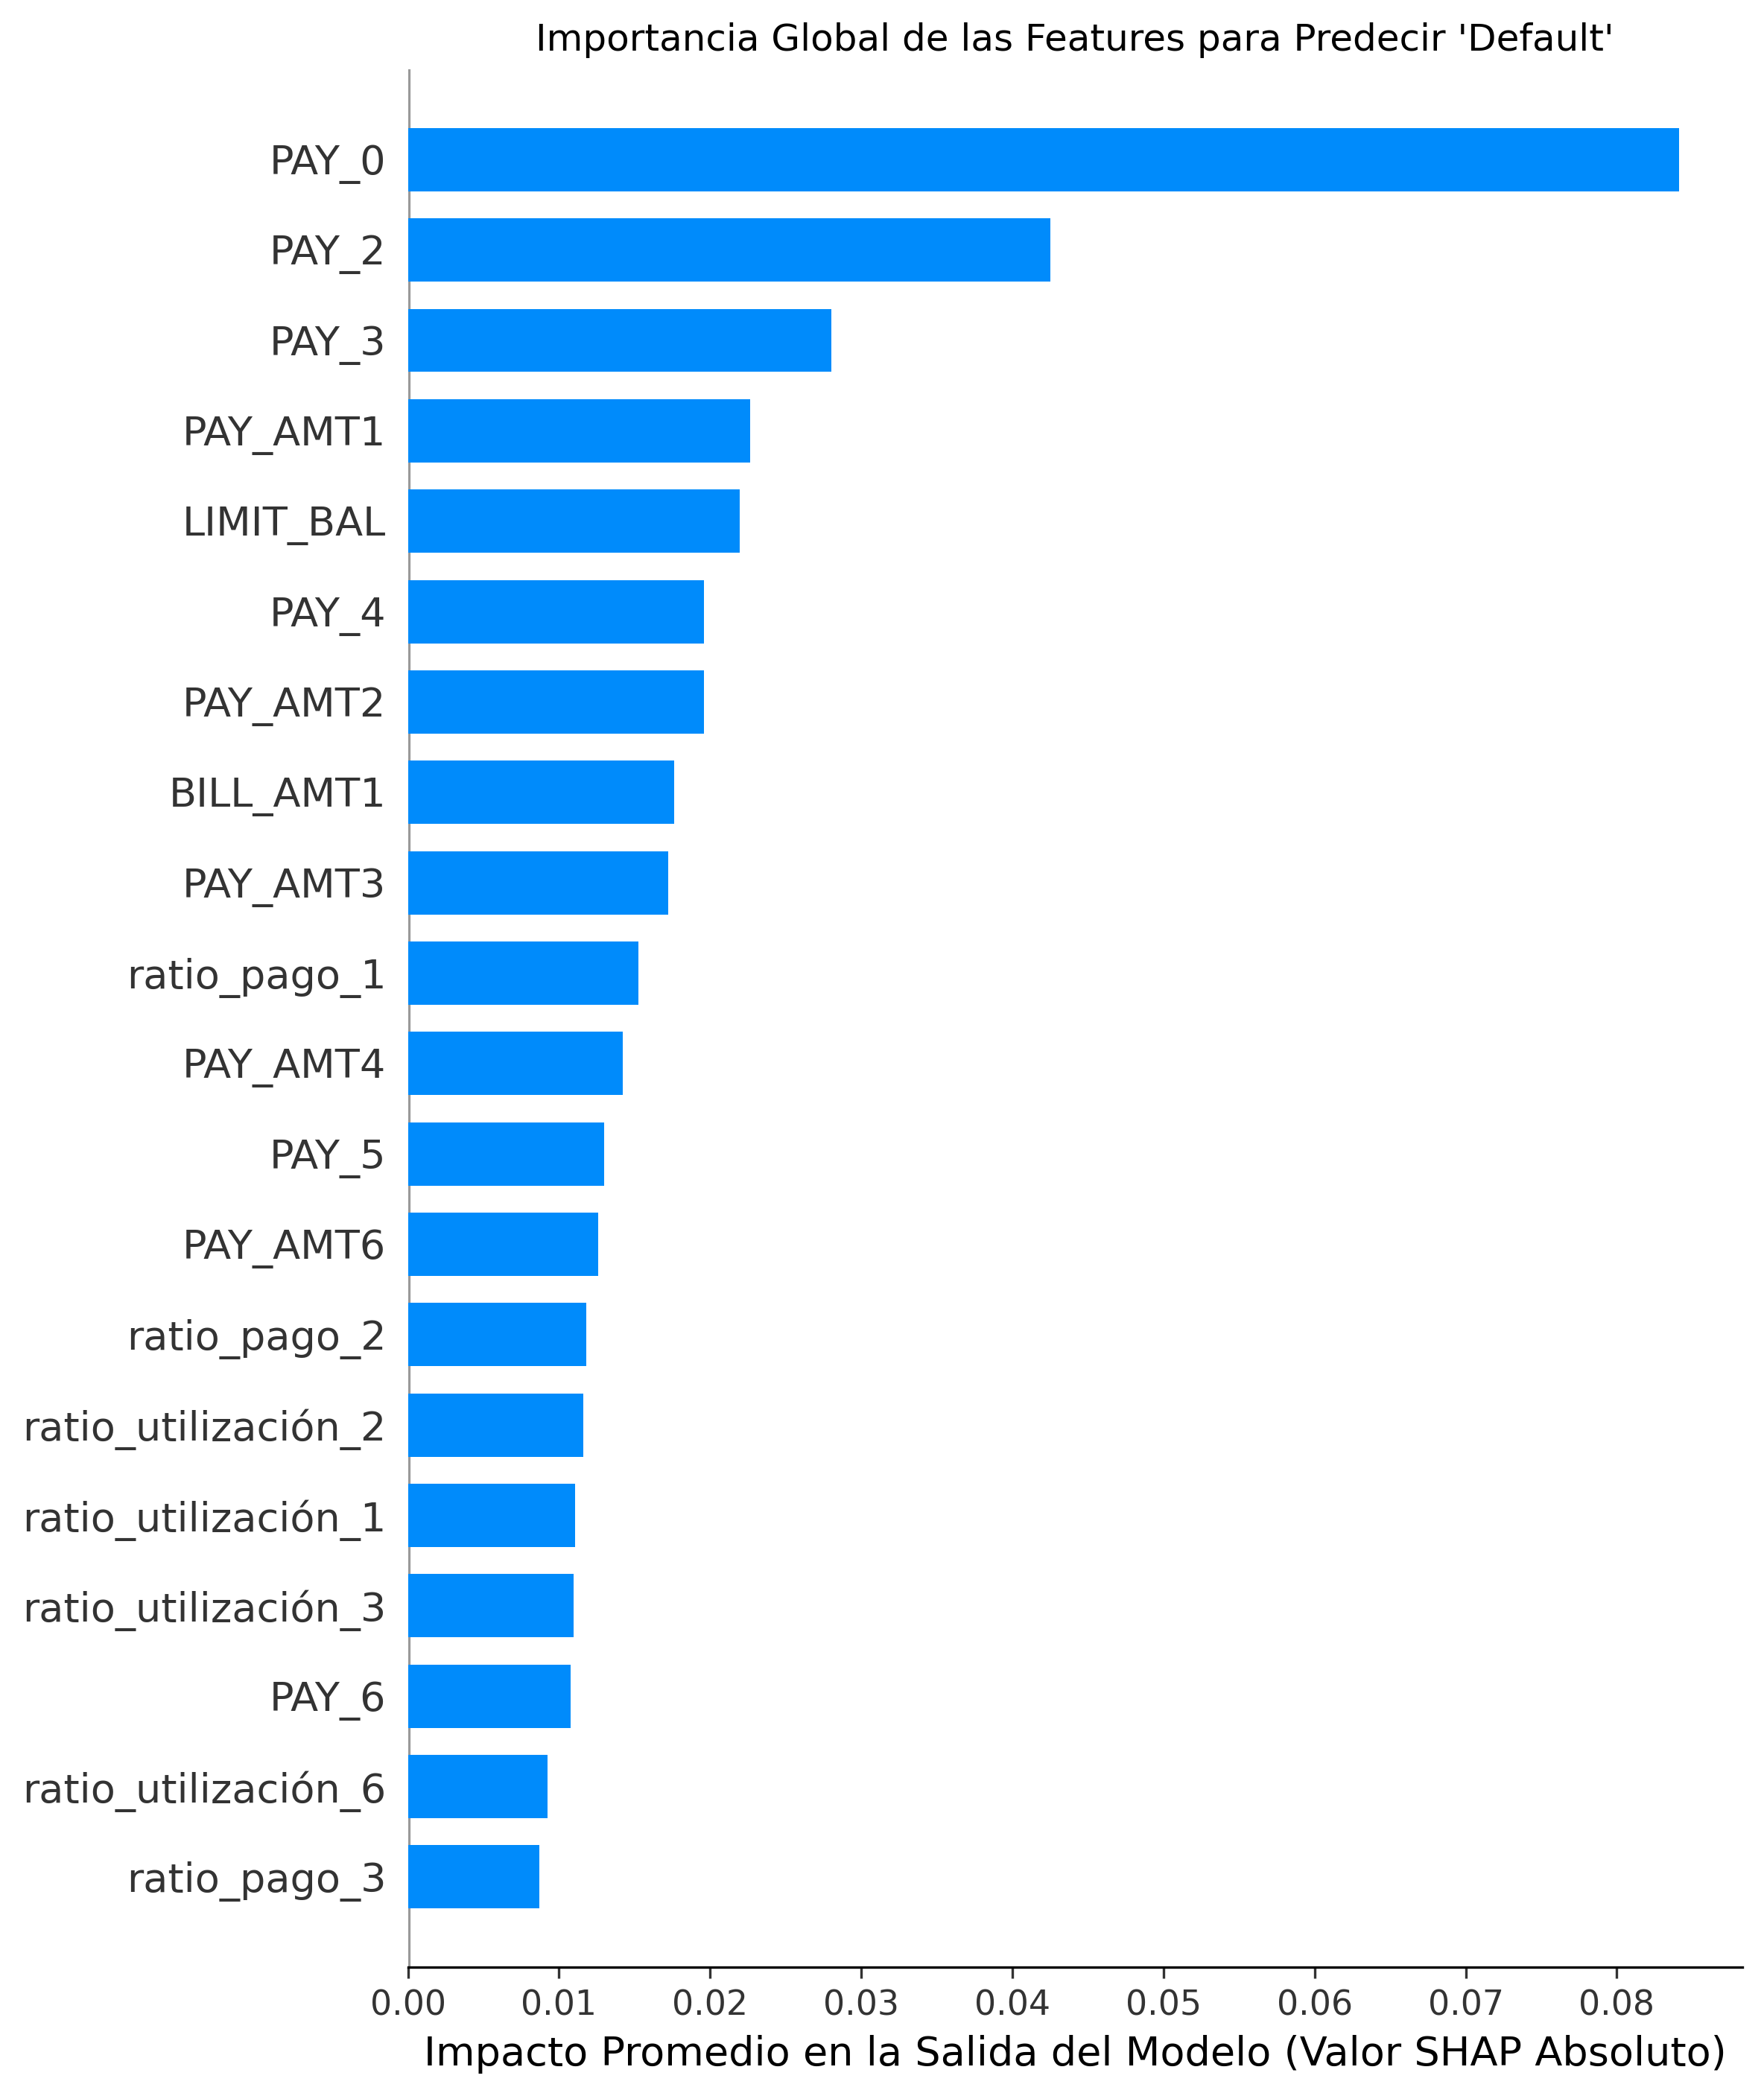 Importancia Global de las Features para Predecir 'Default'
PAY_0
PAY_2
PAY_3
PAY_AMT1
LIMIT_BAL
PAY_4
PAY_AMT2
BILL_AMT1
PAY_AMT3
ratio_pago_1
PAY_AMT4
PAY_5
PAY_AMT6
ratio_pago_2
ratio_utilización_2
ratio_utilización_1
ratio_utilización_3
PAY_6
ratio_utilización_6
ratio_pago_3
0.00 0.01 0.02 0.03 0.04 0.05 0.06 0.07 0.08
Impacto Promedio en la Salida del Modelo (Valor SHAP Absoluto)